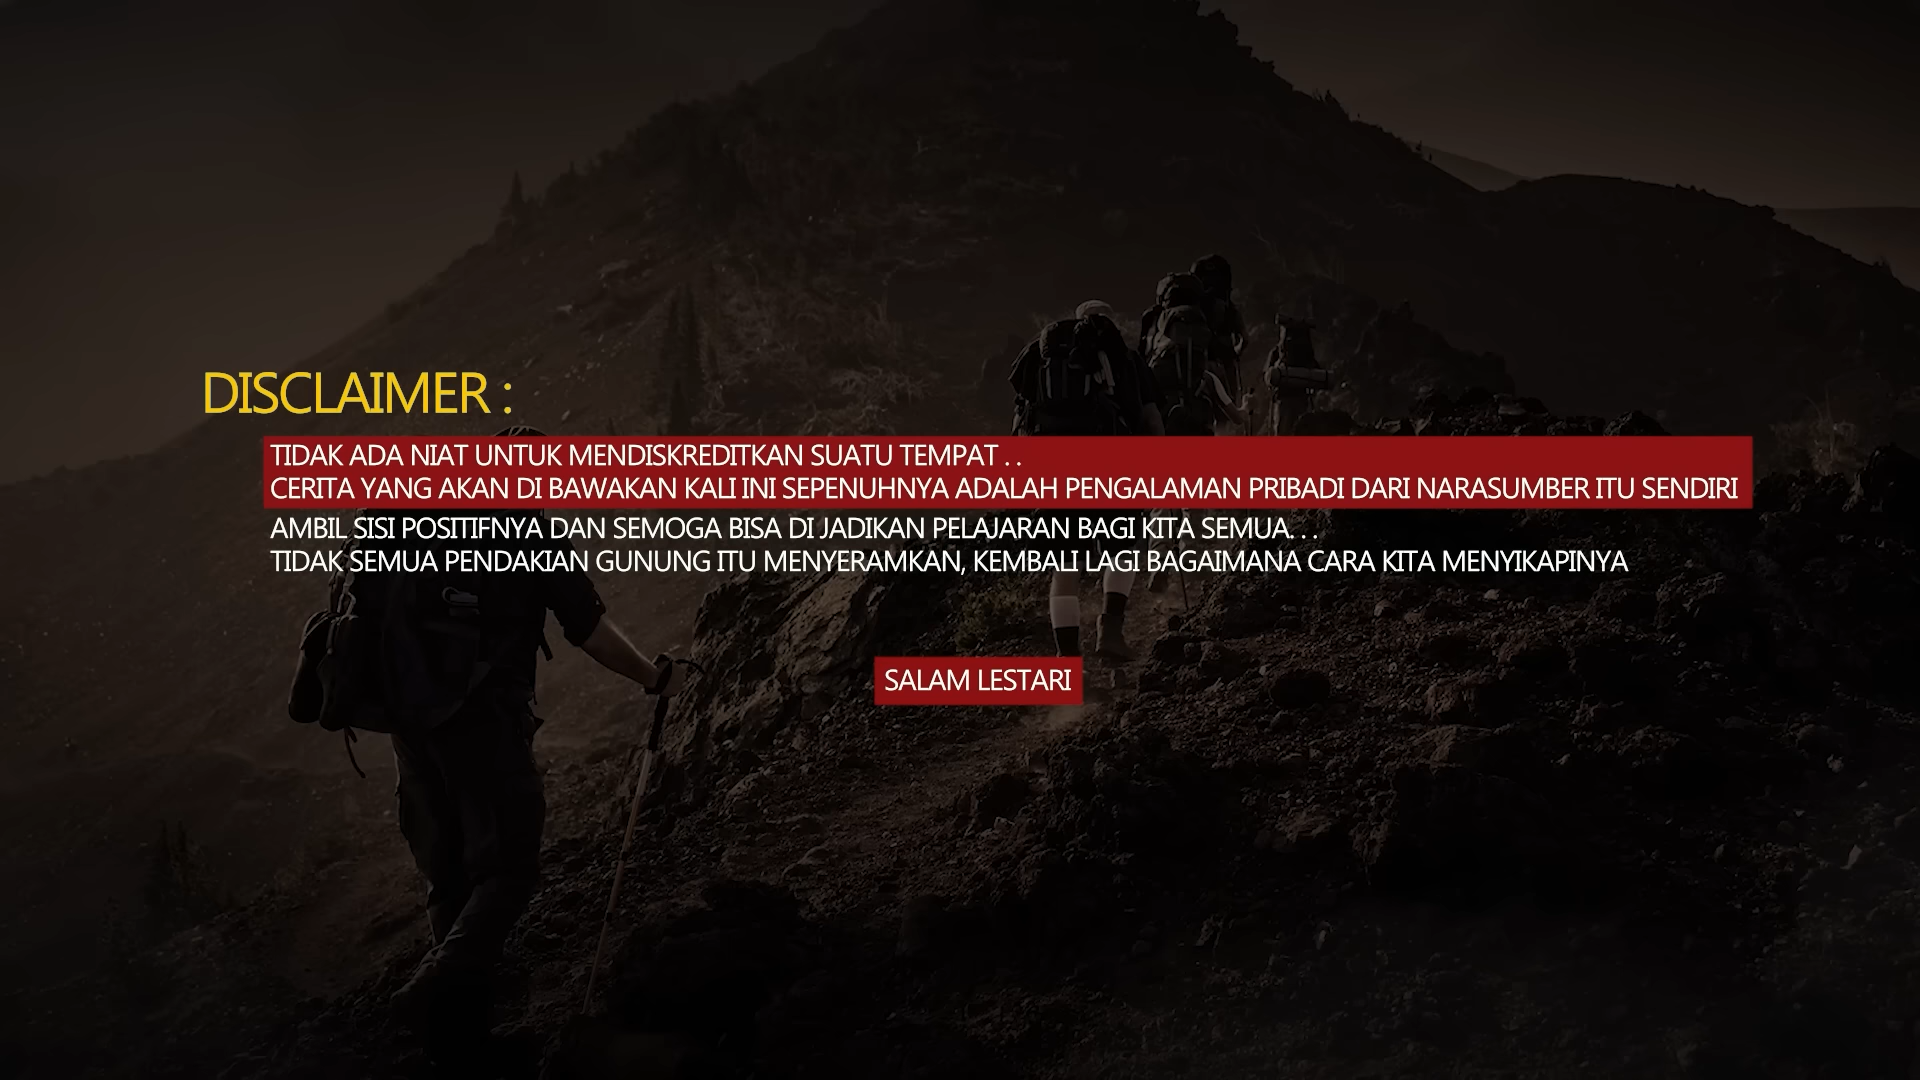 DISCLAIMER :
TIDAK ADA NIAT UNTUK MENDISKREDITKAN SUATU TEMPAT . .
CERITA YANG AKAN DI BAWAKAN KALI INI SEPENUHNYA ADALAH PENGALAMAN PRIBADI DARI NARASUMBER ITU SENDIRI
AMBIL SISI POSITIFNYA DAN SEMOGA BISA DI JADIKAN PELAJARAN BAGI KITA SEMUA. . .
TIDAK SEMUA PENDAKIAN GUNUNG ITU MENYERAMKAN, KEMBALI LAGI BAGAIMANA CARA KITA MENYIKAPINYA
SALAM LESTARI